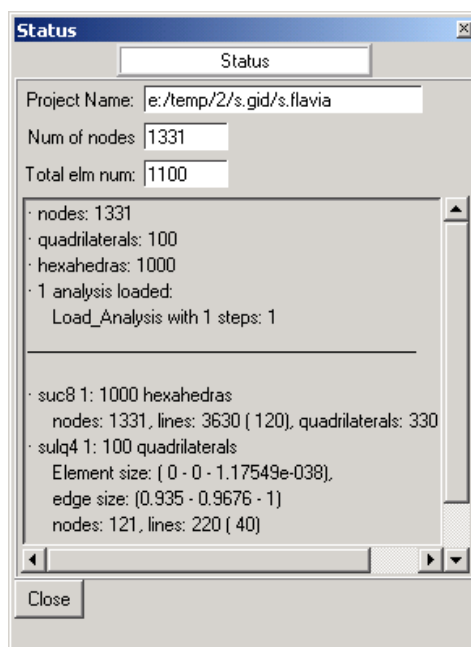 Status
Status
Project Name: e:/temp/2/s.gid/s.flavia
Num of nodes 1331
Total elm num: 1100
· nodes: 1331
· quadrilaterals: 100
· hexahedras: 1000
· 1 analysis loaded:
Load_Analysis with 1 steps: 1
· suc8 1: 1000 hexahedras
nodes: 1331, lines: 3630 ( 120), quadrilaterals: 330
· sulq4 1: 100 quadrilaterals
Element size: ( 0 - 0 - 1.17549e-038),
edge size: (0.935 - 0.9676 - 1)
nodes: 121, lines: 220 ( 40)
Close